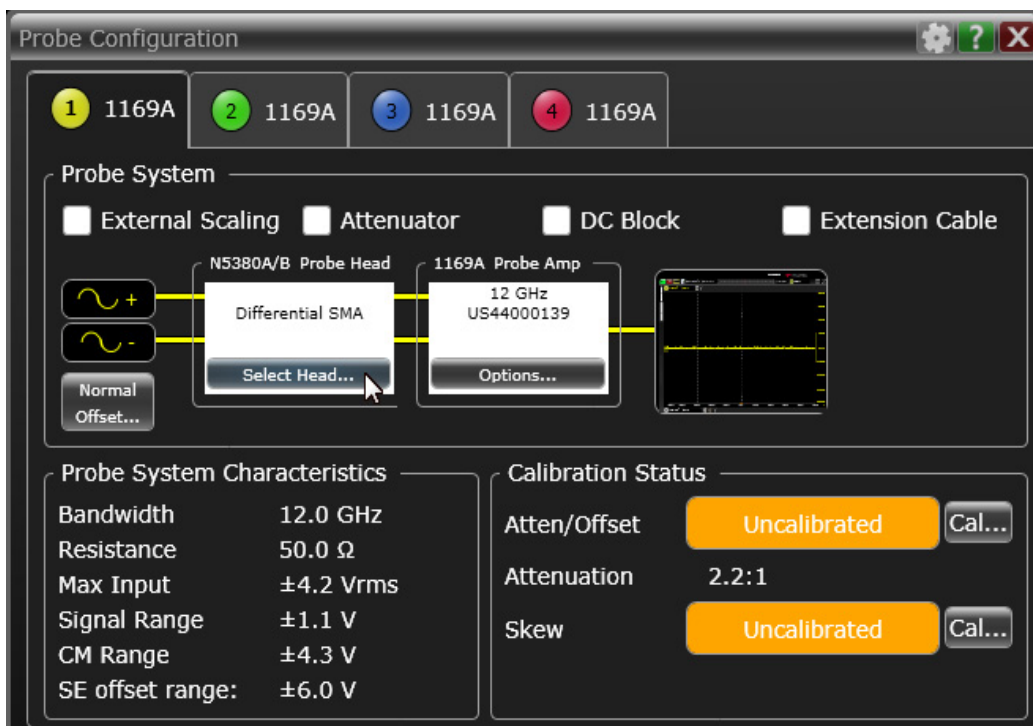 Probe Configuration ?  X
1 1169A 2 1169A 3 1169A 4 1169A
Probe System
External Scaling Attenuator DC Block Extension Cable
N5380A/B Probe Head 1169A Probe Amp
+
Differential SMA
12 GHz
US44000139
-
Select Head... Options...
Normal
Offset...
Probe System Characteristics
Bandwidth 12.0 GHz
Resistance 50.0 Ω
Max Input ±4.2 Vrms
Signal Range ±1.1 V
CM Range ±4.3 V
SE offset range: ±6.0 V
Calibration Status
Atten/Offset Uncalibrated Cal...
Attenuation 2.2:1
Skew Uncalibrated Cal...